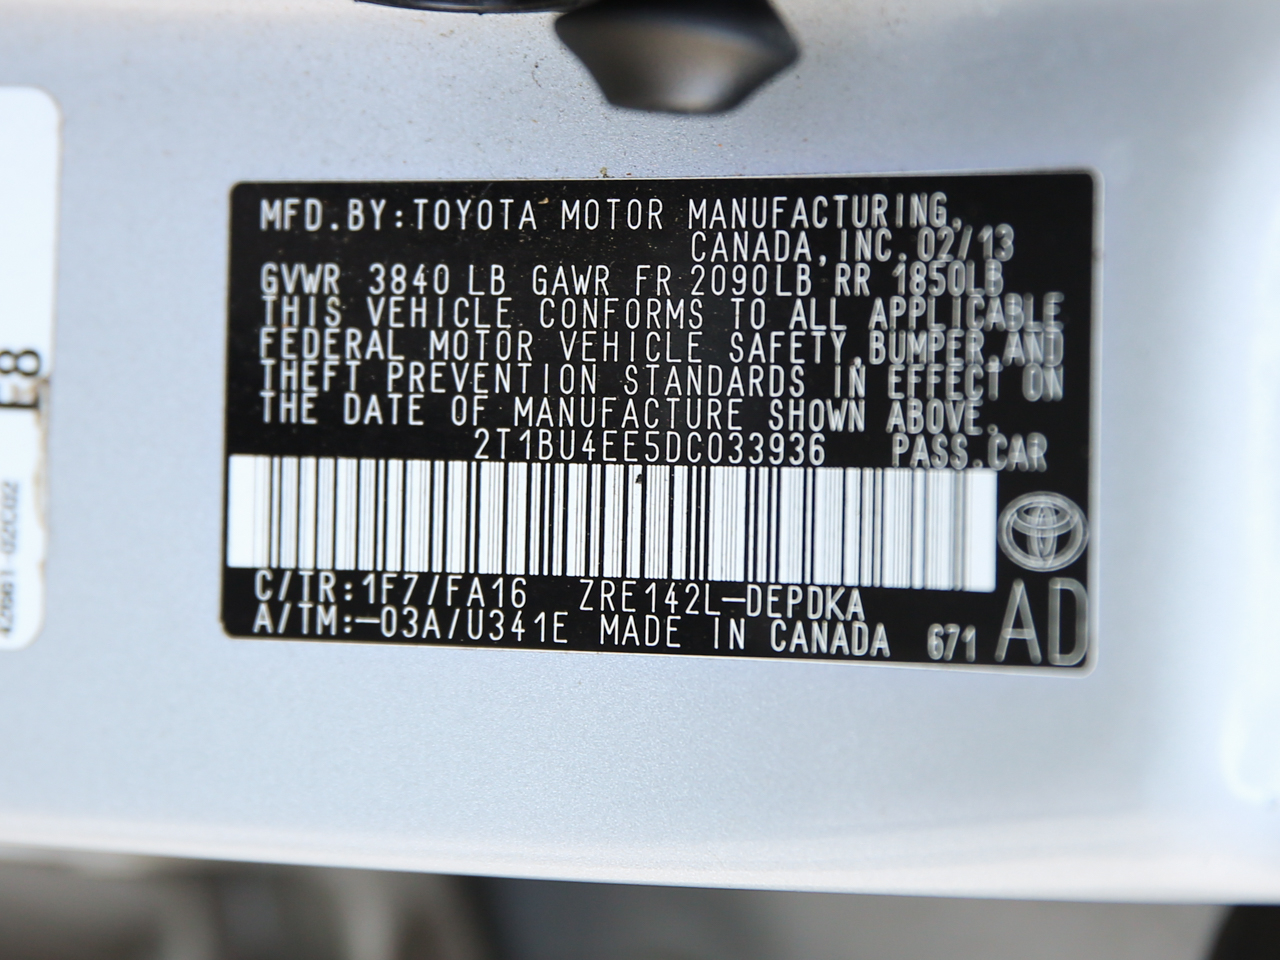 MFD.BY:TOYOTA MOTOR MANUFACTURING,
CANADA,INC.02/13
GVWR 3840 LB GAWR FR 2090LB RR 1850LB
THIS VEHICLE CONFORMS TO ALL APPLICABLE
FEDERAL MOTOR VEHICLE SAFETY,BUMPER,AND
THEFT PREVENTION STANDARDS IN EFFECT ON
THE DATE OF MANUFACTURE SHOWN ABOVE.
2T1BU4EE5DC033936 PASS.CAR
C/TR:1F7/FA16 ZRE142L-DEPDKA
A/TM:-03A/U341E MADE IN CANADA 671 AD